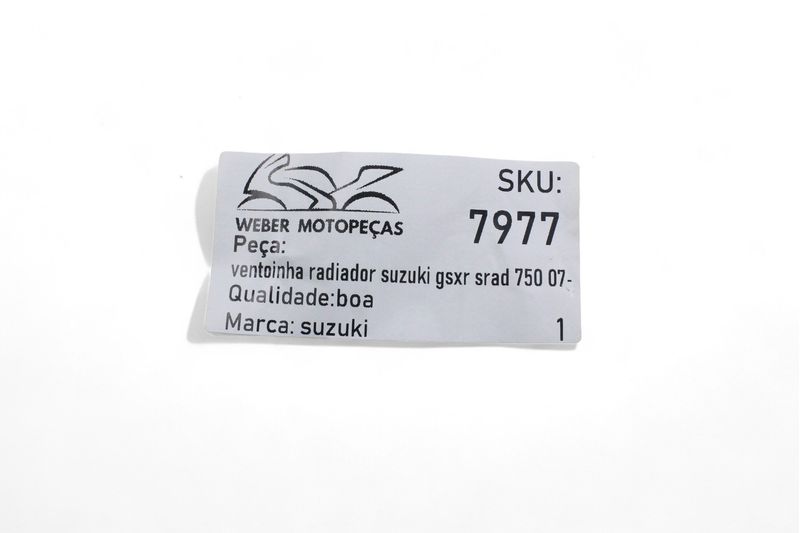 WEBER MOTOPEÇAS
SKU:
7977
Peça:
ventoinha radiador suzuki gsxr srad 750 07-
Qualidade:boa
Marca: suzuki
1